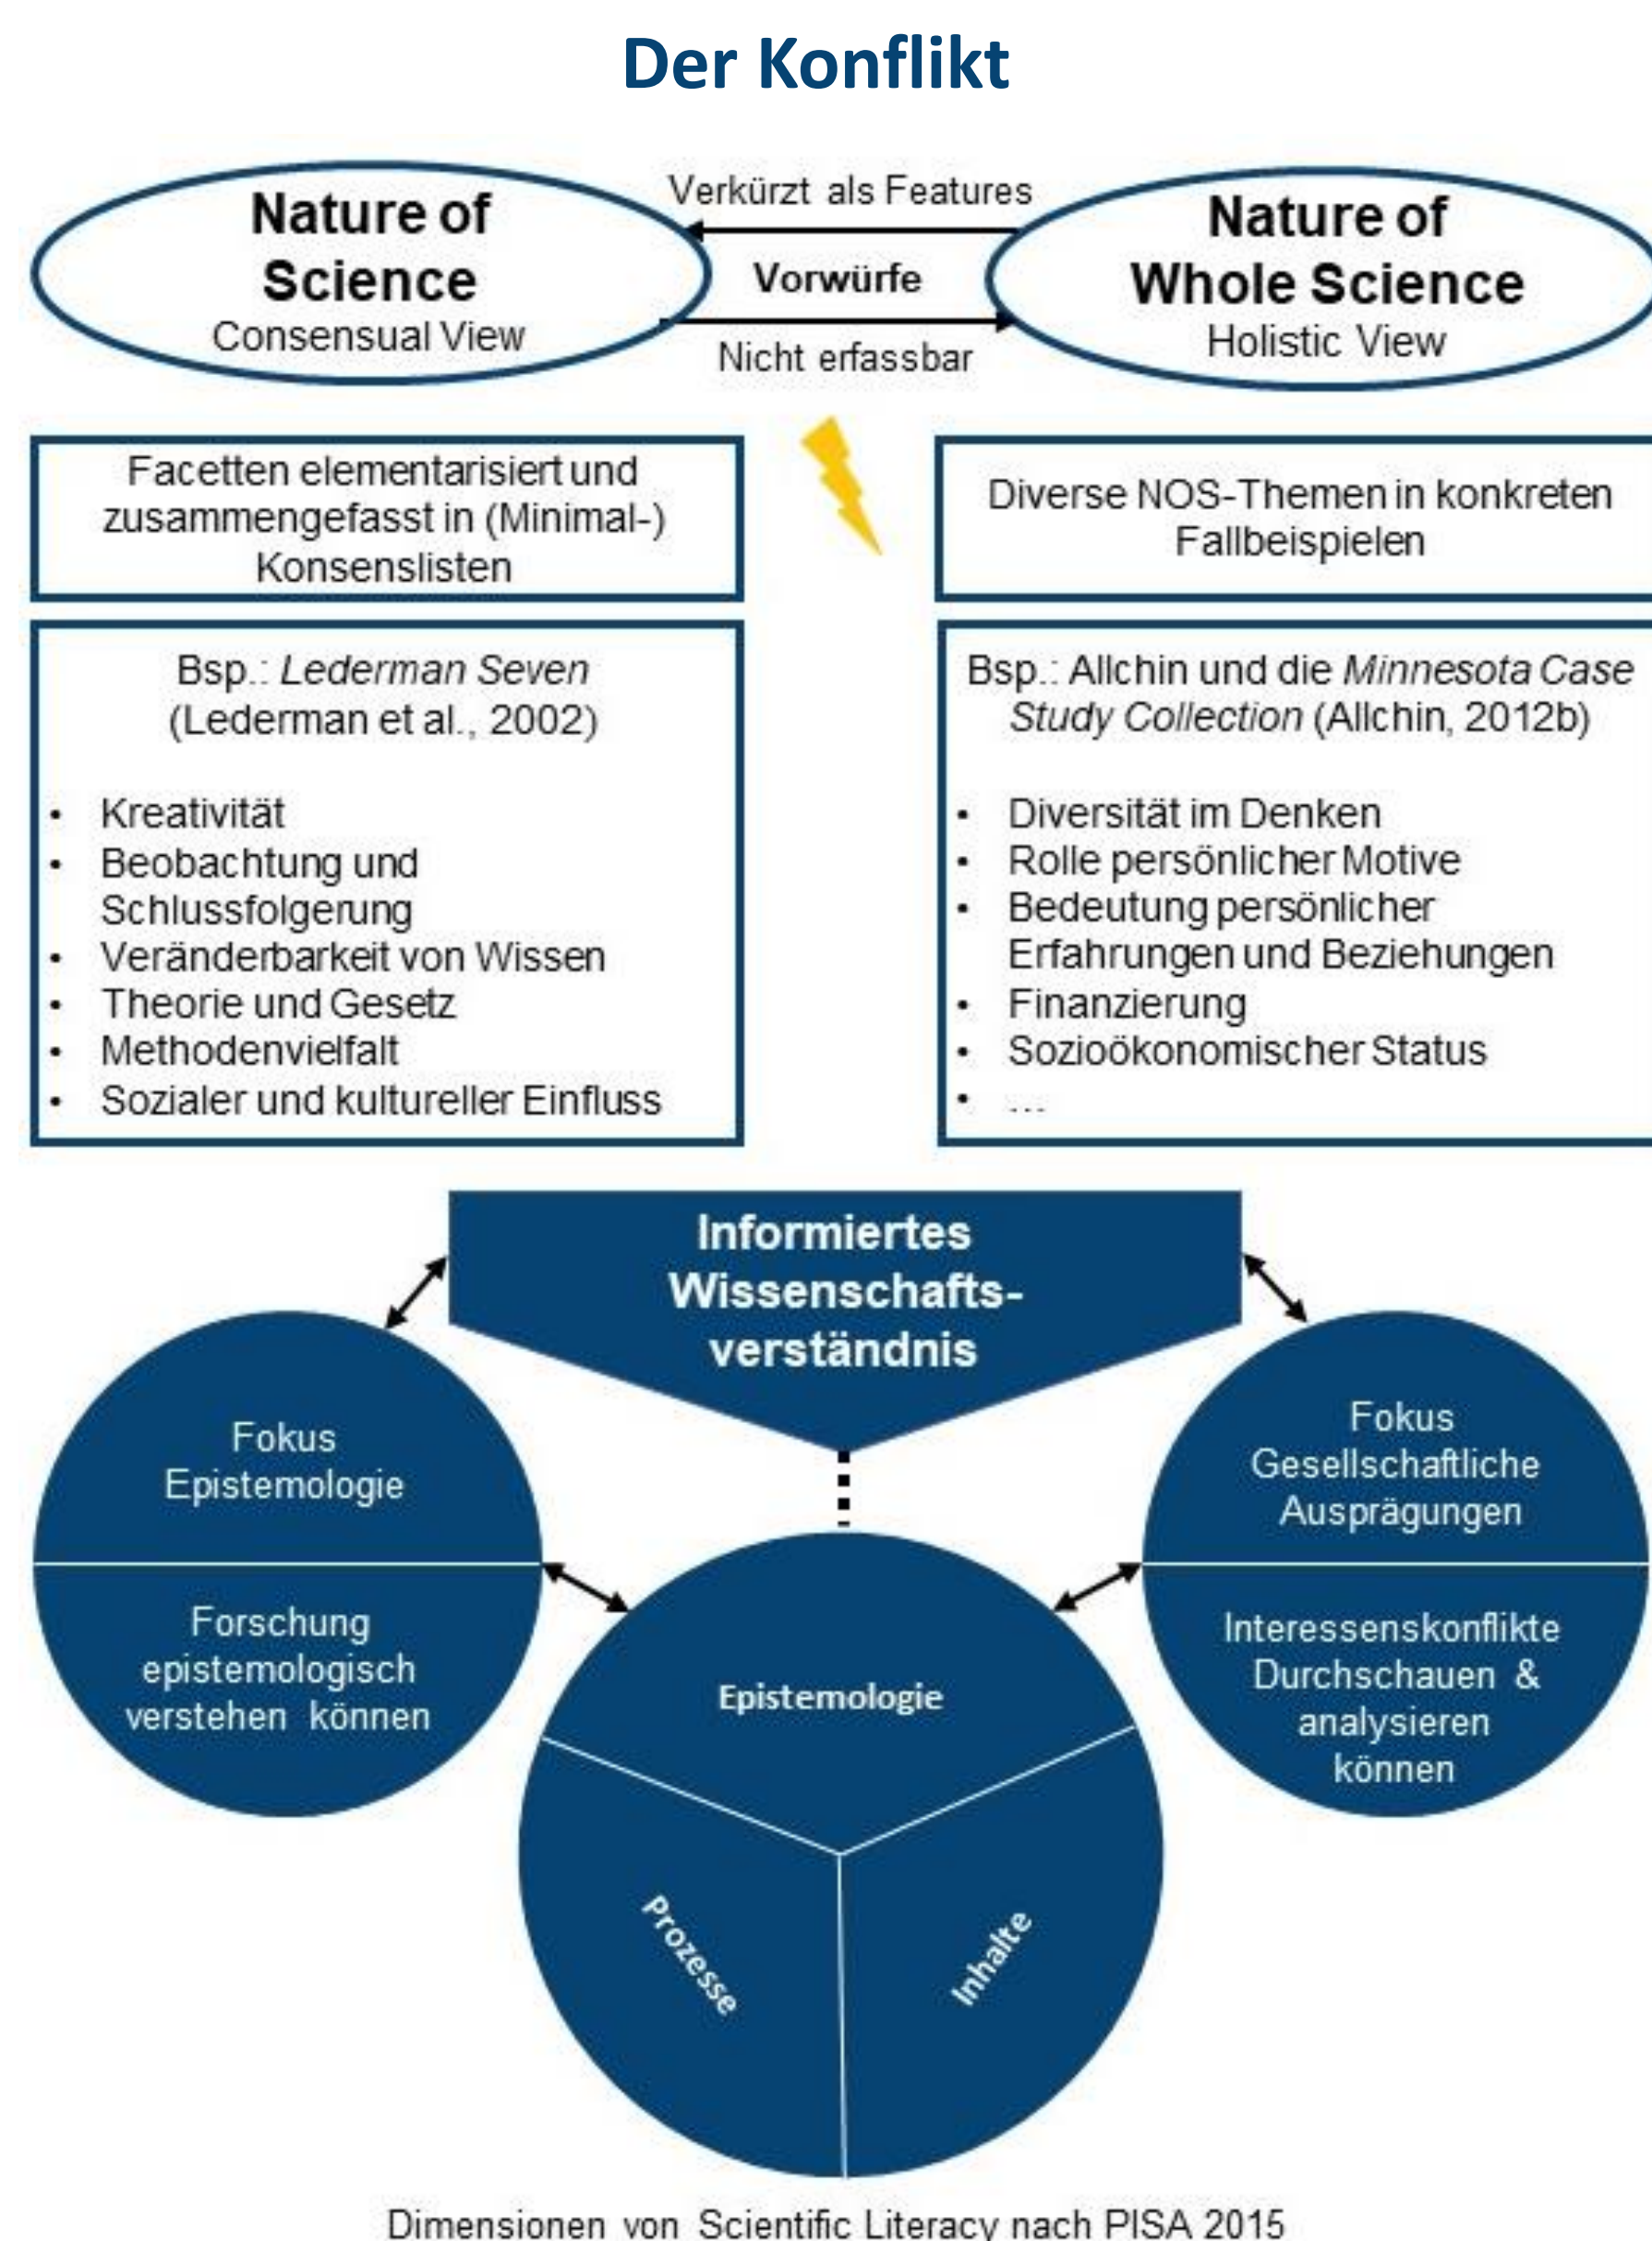 Der Konflikt
Nature of
Science
Consensual View
Verkürzt als Features
Vorwürfe
Nicht erfassbar
Nature of
Whole Science
Holistic View
Facetten elementarisiert und
zusammengefasst in (Minimal-)
Konsenslisten
Diverse NOS-Themen in konkreten
Fallbeispielen
Bsp.: Lederman Seven
(Lederman et al., 2002)
• Kreativität
• Beobachtung und
Schlussfolgerung
• Veränderbarkeit von Wissen
• Theorie und Gesetz
• Methodenvielfalt
• Sozialer und kultureller Einfluss
Bsp.: Allchin und die Minnesota Case
Study Collection (Allchin, 2012b)
• Diversität im Denken
• Rolle persönlicher Motive
• Bedeutung persönlicher
Erfahrungen und Beziehungen
• Finanzierung
• Sozioökonomischer Status
• ...
Informiertes
Wissenschafts-
verständnis
Fokus
Epistemologie
Forschung
epistemologisch
verstehen können
Fokus
Gesellschaftliche
Ausprägungen
Interessenskonflikte
Durchschauen &
analysieren
können
Epistemologie
Prozesse
Inhalte
Dimensionen von Scientific Literacy nach PISA 2015